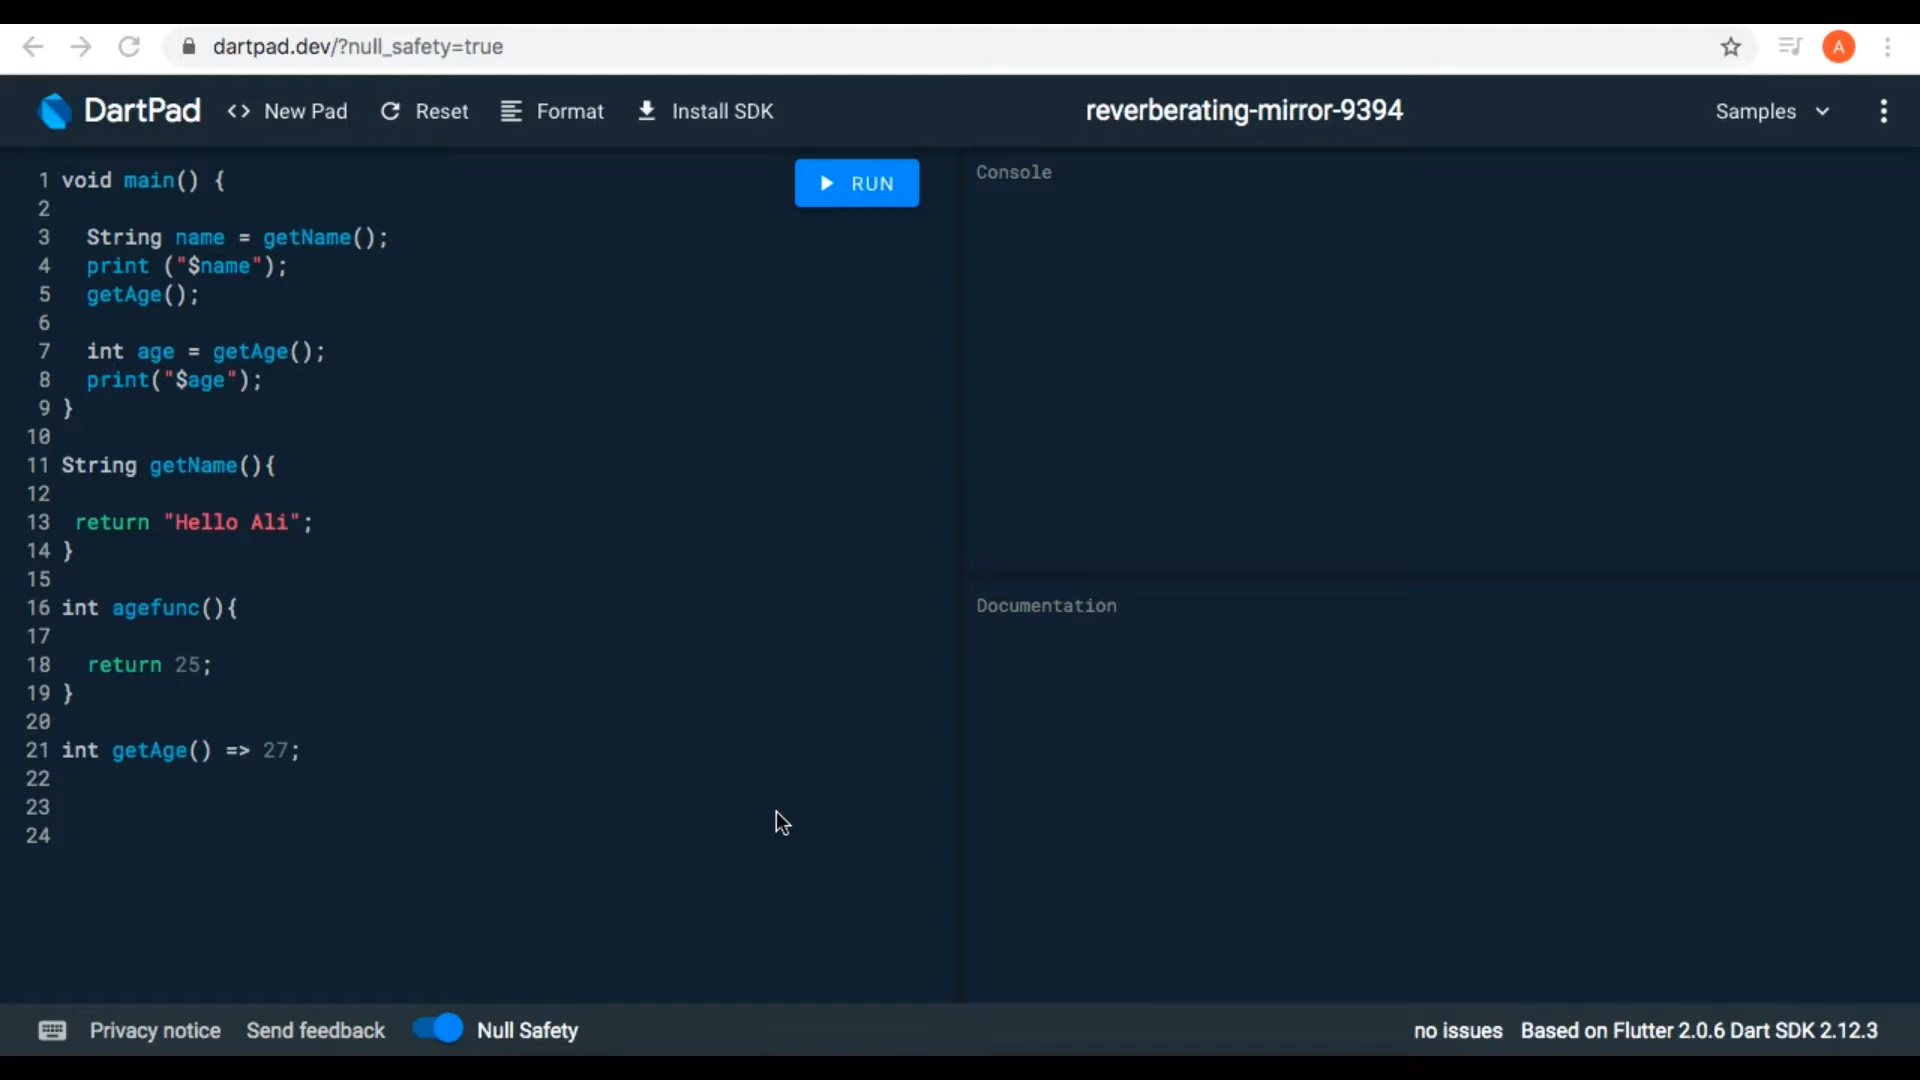 dartpad.dev/?null_safety=true
A
DartPad <> New Pad Reset Format Install SDK reverberating-mirror-9394 Samples
RUN
1 void main() {
2
3   String name = getName();
4   print ("$name");
5   getAge();
6
7   int age = getAge();
8   print("$age");
9 }
10
11 String getName(){
12
13  return "Hello Ali";
14 }
15
16 int agefunc(){
17
18   return 25;
19 }
20
21 int getAge() => 27;
22
23
24
Console
Documentation
Privacy notice Send feedback Null Safety no issues Based on Flutter 2.0.6 Dart SDK 2.12.3